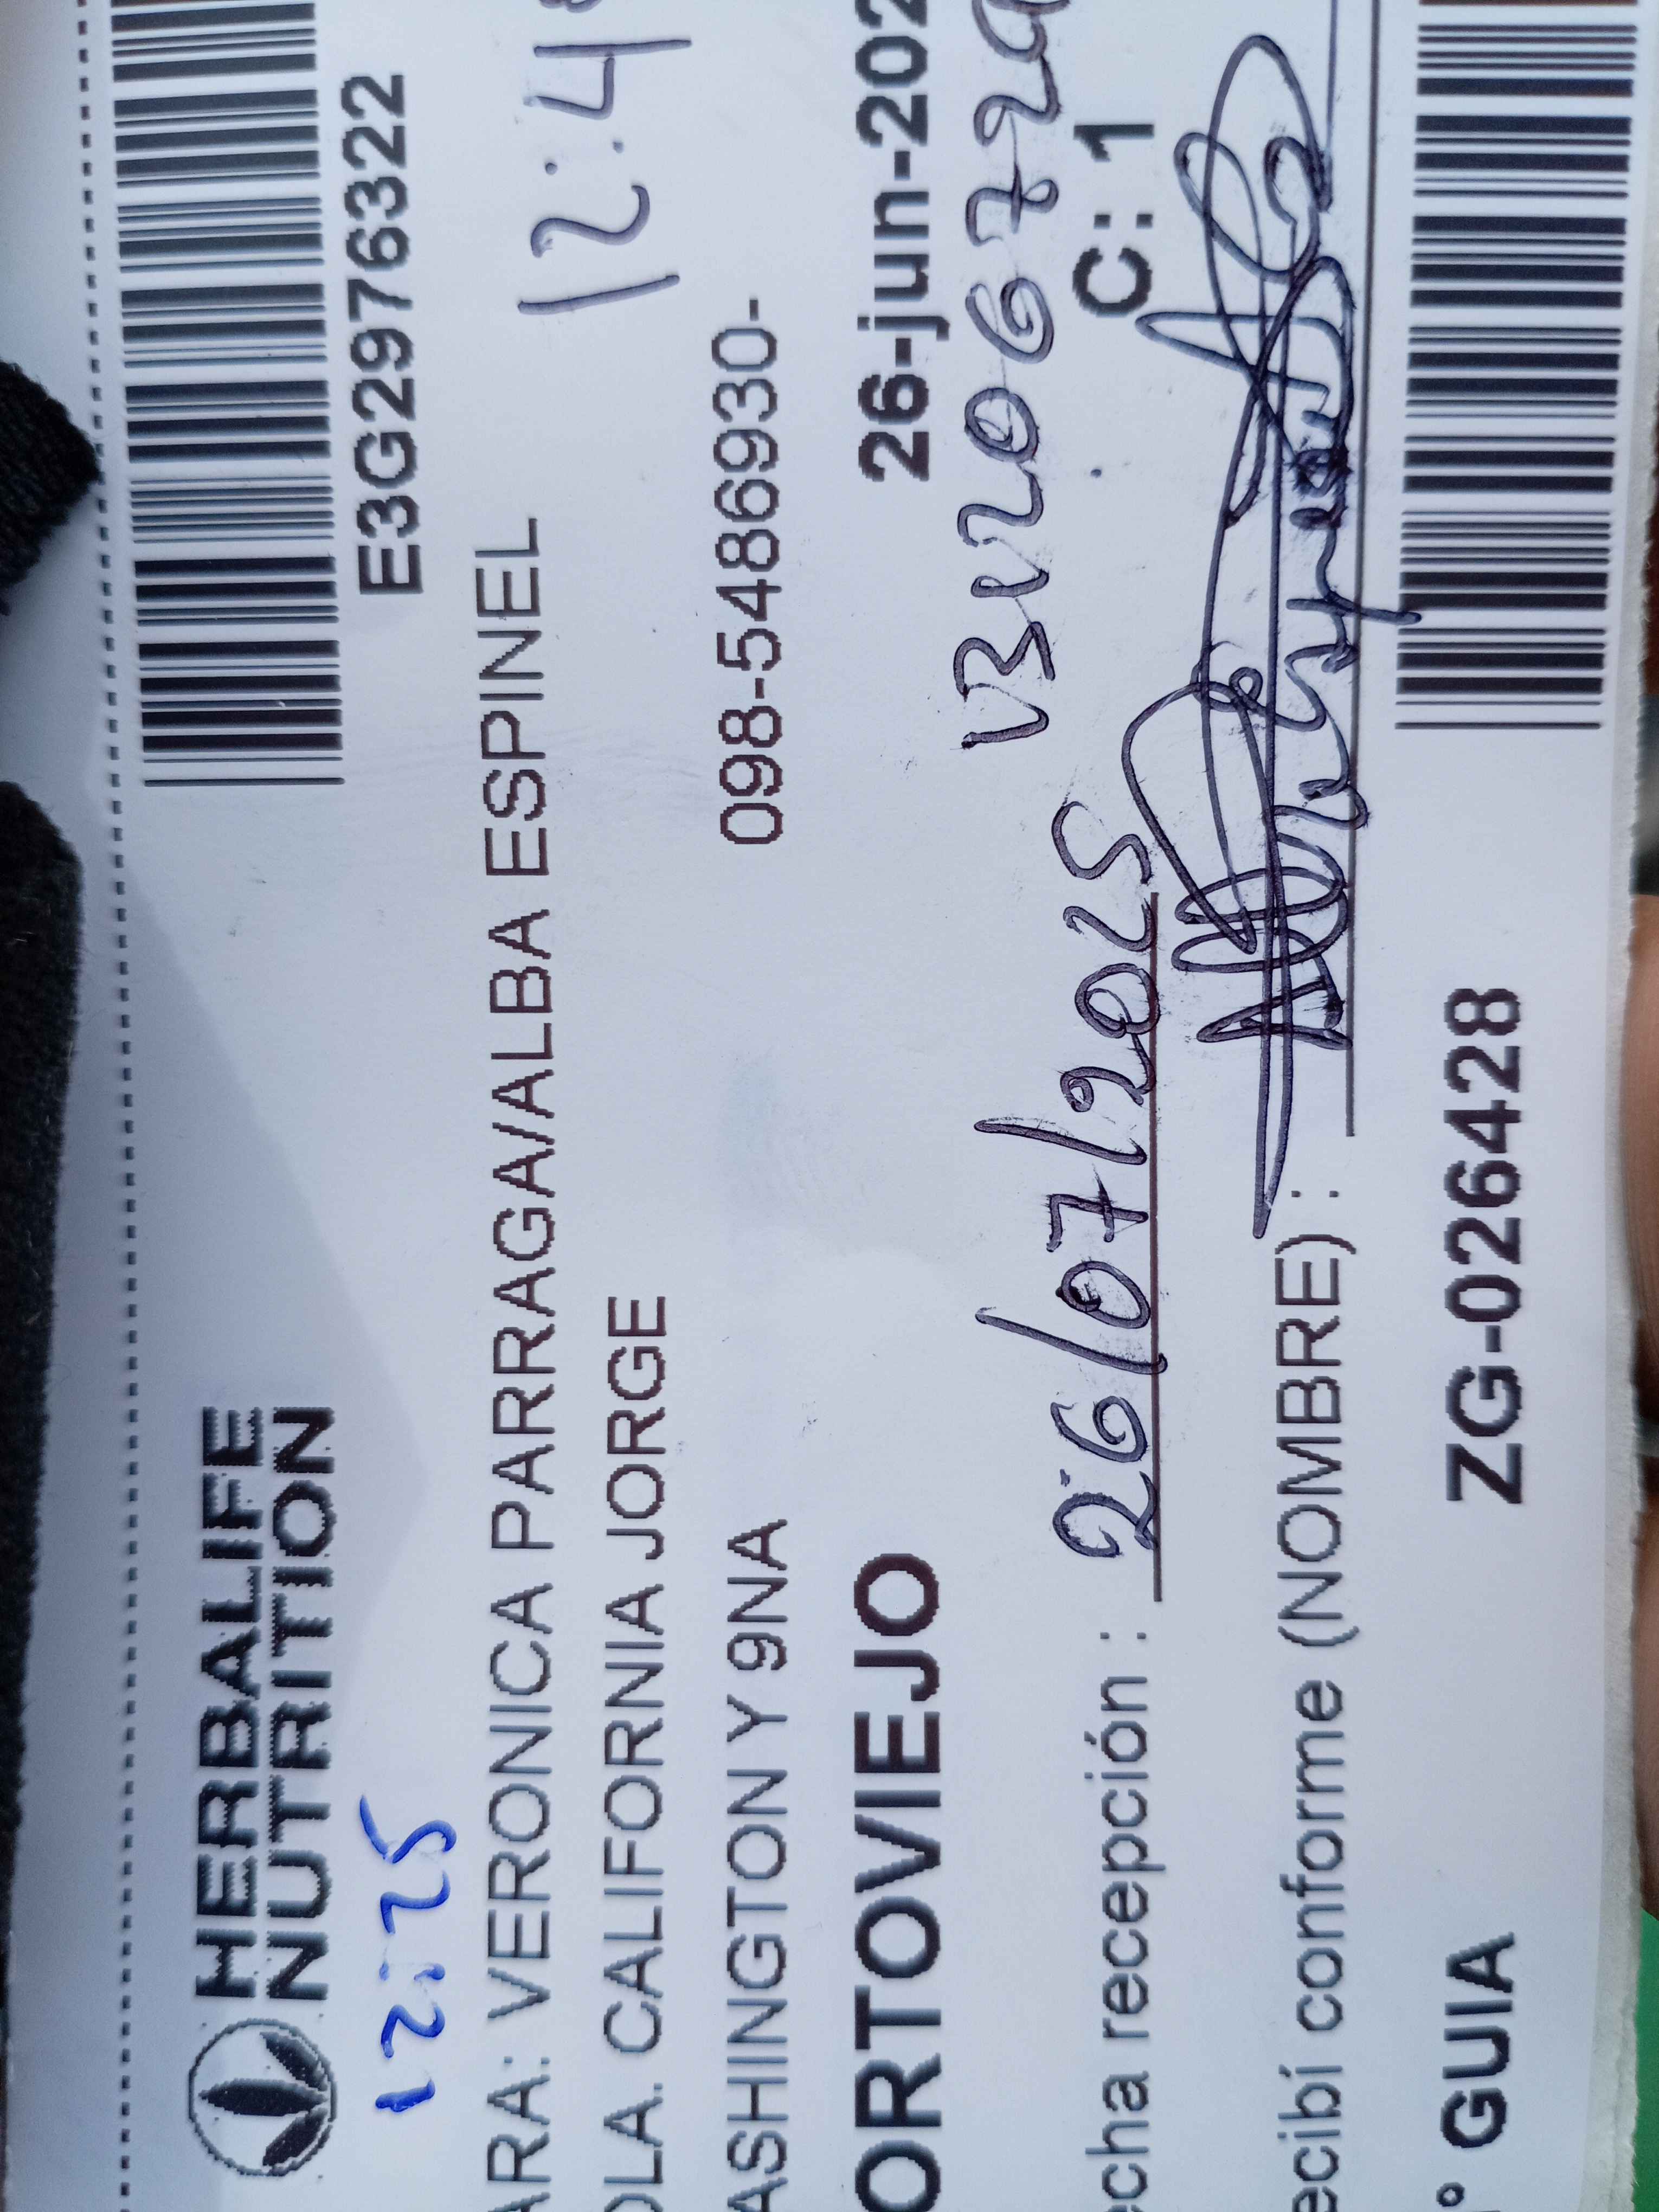 HERBALIFE
NUTRITION
E3G2976322
12:25
ARA: VERONICA PARRAGA/ALBA ESPINEL
12:4
OLA. CALIFORNIA JORGE
ASHINGTON Y 9NA 098-5486930-
ORTOVIEJO 26-jun-202
echa recepción : 26/07/2025
C: 1
ecibí conforme (NOMBRE) :
° GUIA ZG-026428